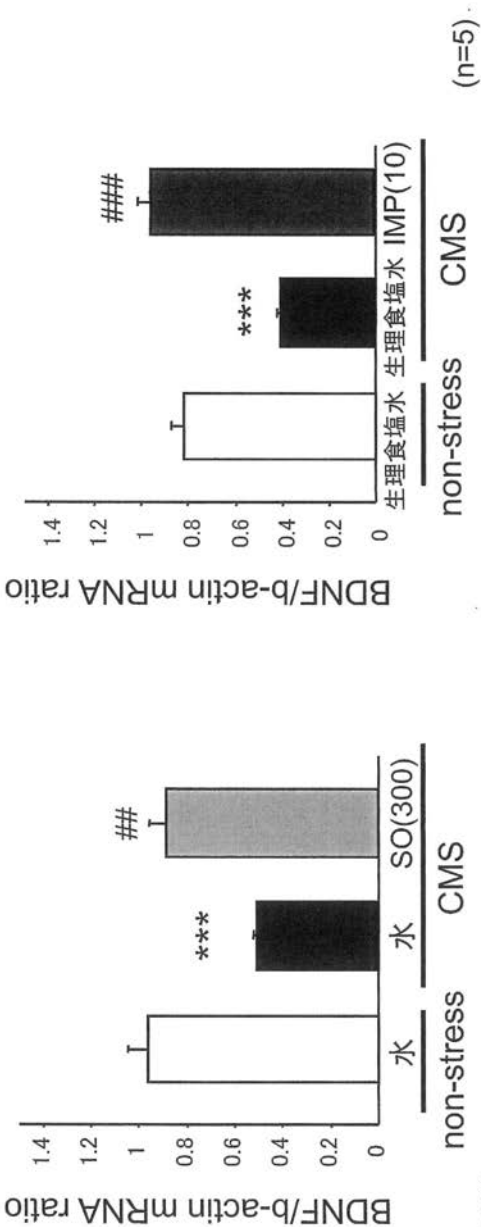 BDNF/b-actin mRNA ratio
1.4
1.2
1
0.8
0.6
0.4
0.2
0
***
##
水 水 SO(300)
non-stress CMS
BDNF/b-actin mRNA ratio
1.4
1.2
1
0.8
0.6
0.4
0.2
0
***
###
生理食塩水 生理食塩水 IMP(10)
non-stress CMS
(n=5)